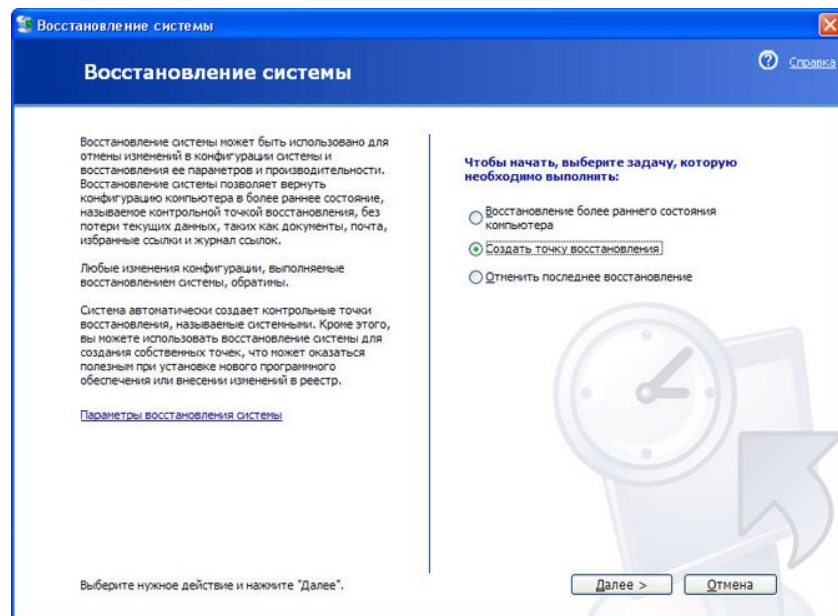 Восстановление системы
Восстановление системы
Справка
Восстановление системы может быть использовано для
отмены изменений в конфигурации системы и
восстановления ее параметров и производительности.
Восстановление системы позволяет вернуть
конфигурацию компьютера в более раннее состояние,
называемое контрольной точкой восстановления, без
потери текущих данных, таких как документы, почта,
избранные ссылки и журнал ссылок.
Любые изменения конфигурации, выполняемые
восстановлением системы, обратимы.
Система автоматически создает контрольные точки
восстановления, называемые системными. Кроме этого,
вы можете использовать восстановление системы для
создания собственных точек, что может оказаться
полезным при установке нового программного
обеспечения или внесении изменений в реестр.
Параметры восстановления системы
Чтобы начать, выберите задачу, которую
необходимо выполнить:
Восстановление более раннего состояния
компьютера
Создать точку восстановления
Отменить последнее восстановление
Выберите нужное действие и нажмите "Далее".
Далее >
Отмена